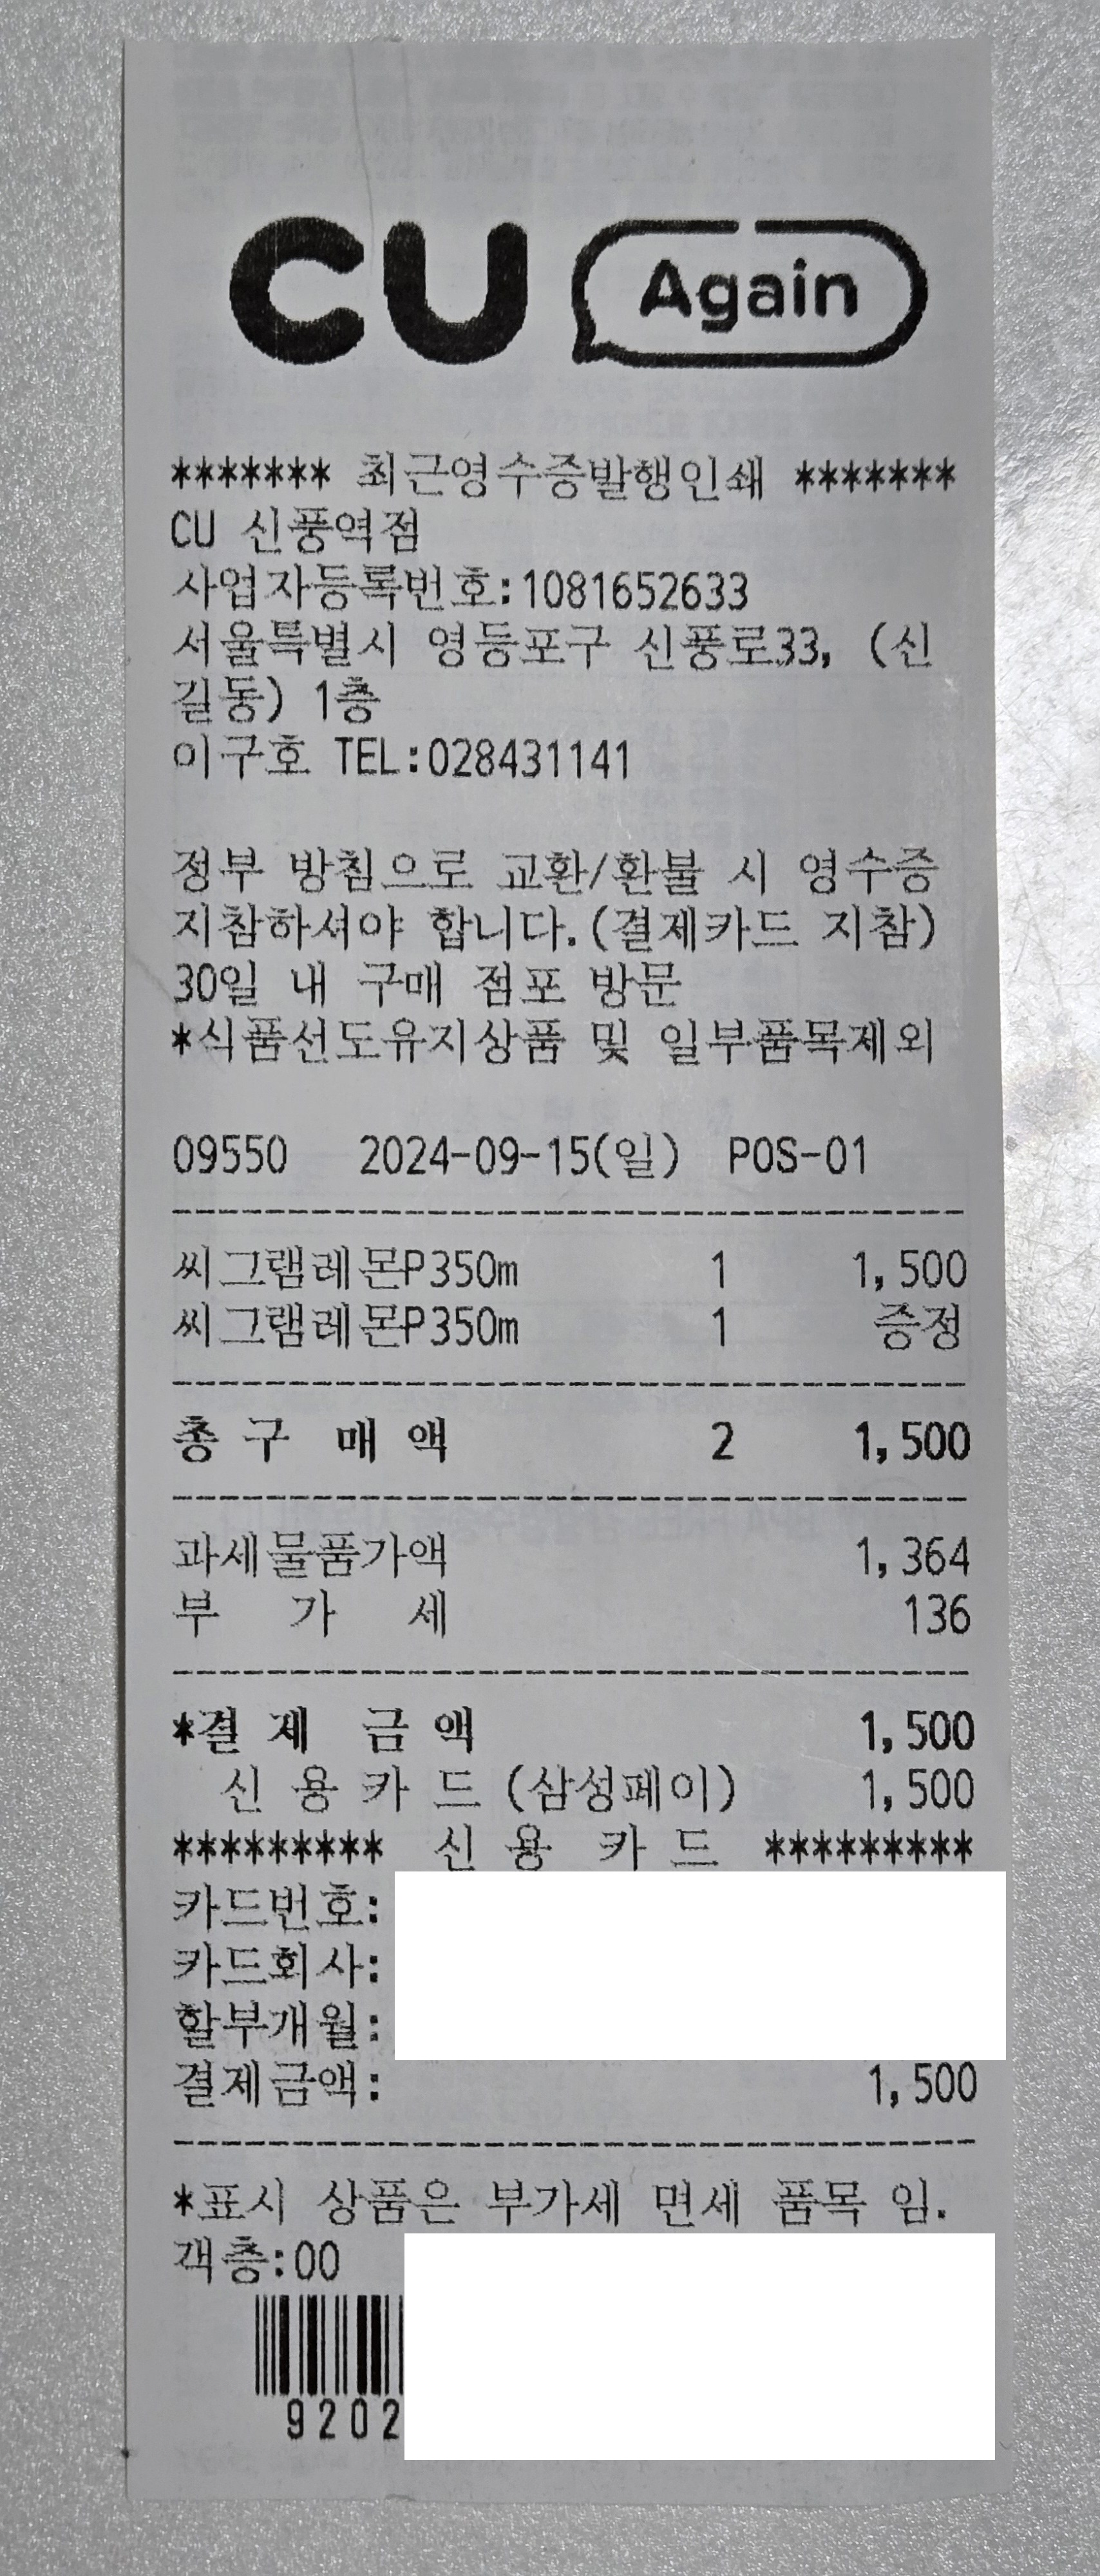 CU Again
******* 최근영수증발행인쇄 *******
CU 신풍역점
사업자등록번호:1081652633
서울특별시 영등포구 신풍로33, (신
길동) 1층
이구호 TEL:028431141
정부 방침으로 교환/환불 시 영수증
지참하셔야 합니다.(결제카드 지참)
30일 내 구매 점포 방문
*식품선도유지상품 및 일부품목제외
09550 2024-09-15(일) POS-01
씨그램레몬P350m 1 1,500
씨그램레몬P350m 1 증정
총 구 매 액 2 1,500
과세물품가액 1,364
부 가 세 136
*결 제 금 액 1,500
신 용 카 드 (삼성페이) 1,500
********* 신 용 카 드 *********
카드번호:
카드회사:
할부개월:
결제금액: 1,500
*표시 상품은 부가세 면세 품목 임.
객층:00
9202